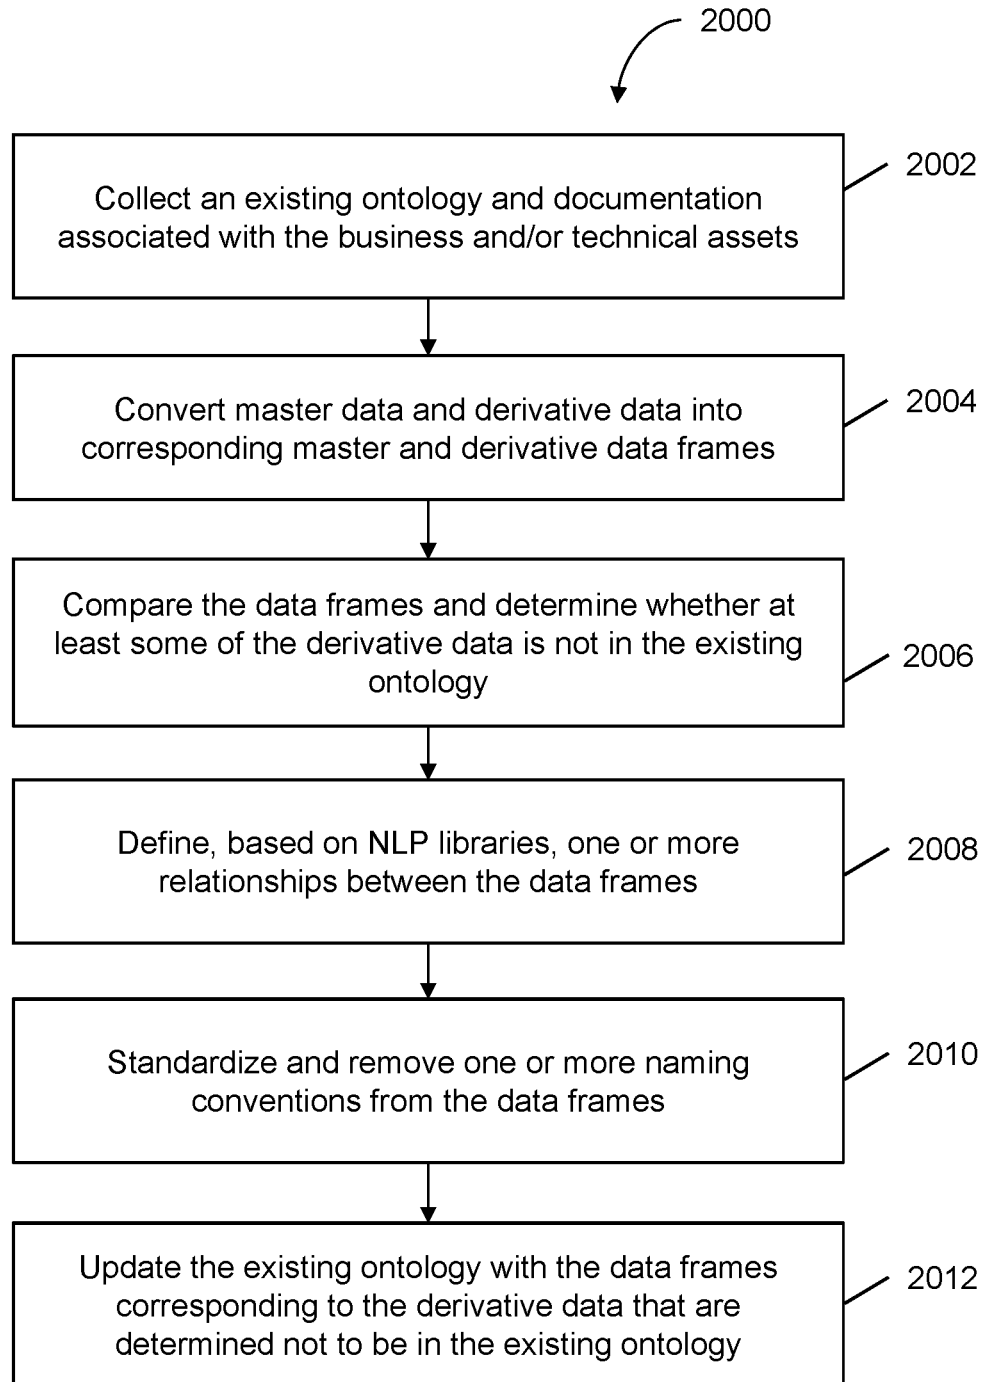 2000
Collect an existing ontology and documentation
associated with the business and/or technical assets
2002
Convert master data and derivative data into
corresponding master and derivative data frames
2004
Compare the data frames and determine whether at
least some of the derivative data is not in the existing
ontology
2006
Define, based on NLP libraries, one or more
relationships between the data frames
2008
Standardize and remove one or more naming
conventions from the data frames
2010
Update the existing ontology with the data frames
corresponding to the derivative data that are
determined not to be in the existing ontology
2012